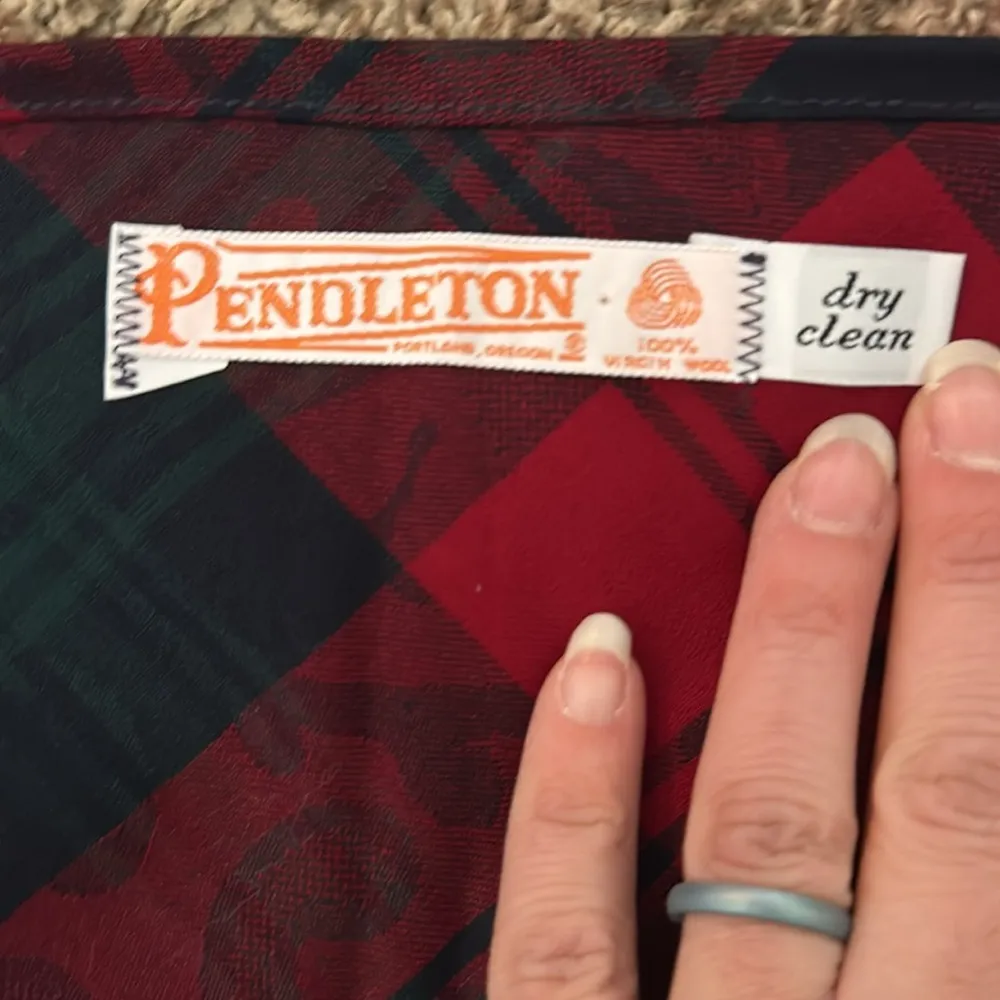 PENDLETON
PORTLAND, OREGON ®
100%
VIRGIN WOOL
dry
clean